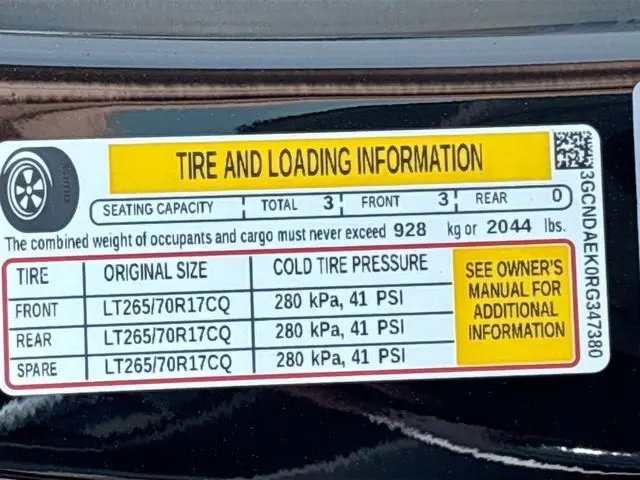 TIRE AND LOADING INFORMATION
SEATING CAPACITY TOTAL 3 FRONT 3 REAR 0
The combined weight of occupants and cargo must never exceed 928 kg or 2044 lbs.
TIRE ORIGINAL SIZE COLD TIRE PRESSURE
FRONT LT265/70R17CQ 280 kPa, 41 PSI
REAR LT265/70R17CQ 280 kPa, 41 PSI
SPARE LT265/70R17CQ 280 kPa, 41 PSI
SEE OWNER'S
MANUAL FOR
ADDITIONAL
INFORMATION
3GCNDAEK0RG347380